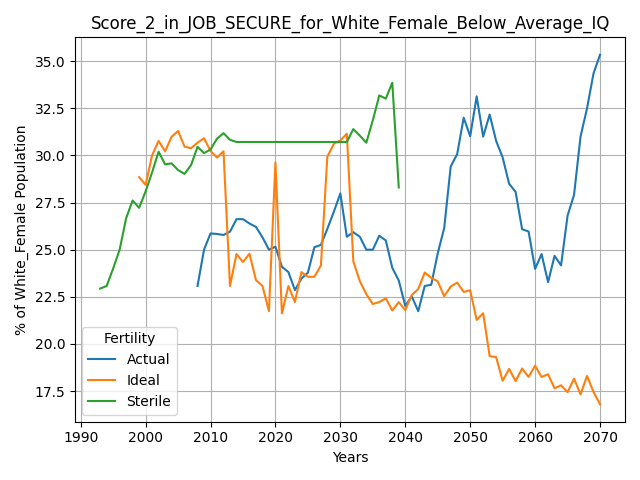 Score_2_in_JOB_SECURE_for_White_Female_Below_Average_IQ
% of White_Female Population
35.0
32.5
30.0
27.5
25.0
22.5
20.0
17.5
Fertility
Actual
Ideal
Sterile
1990 2000 2010 2020 2030 2040 2050 2060 2070
Years